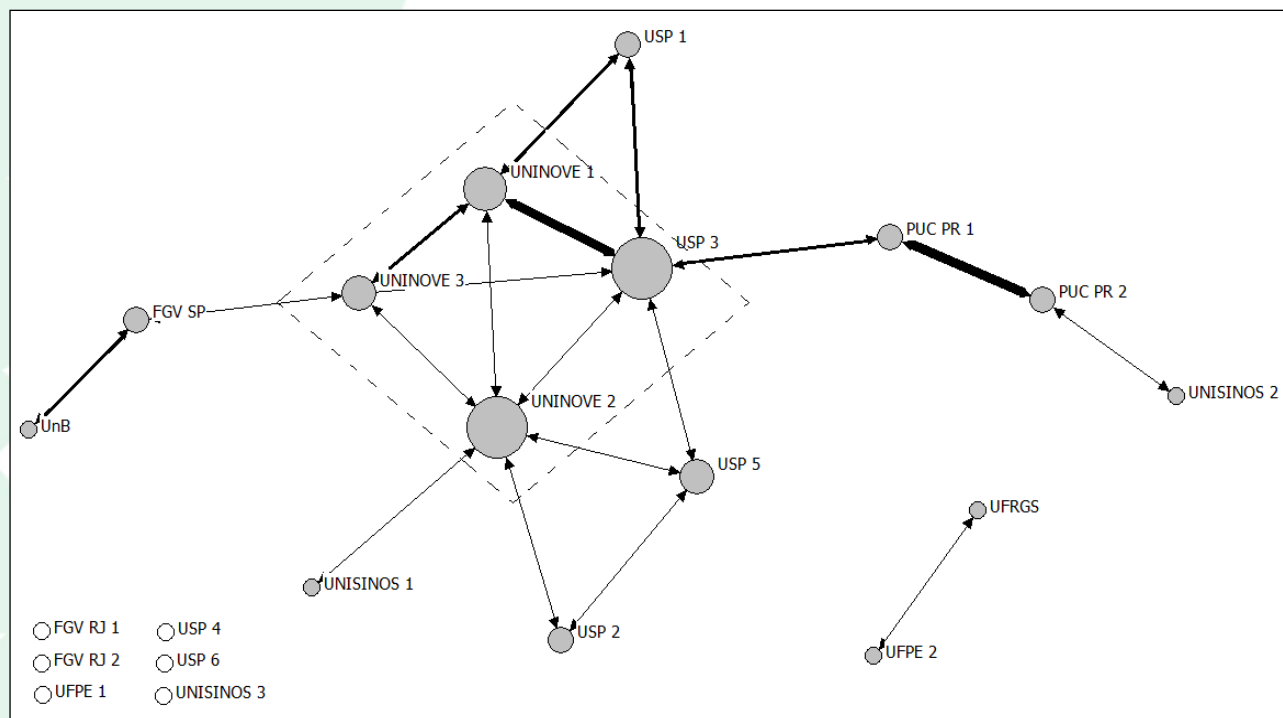 USP 1
UNINOVE 1
USP 3
PUC PR 1
UNINOVE 3
PUC PR 2
FGV SP
UNISINOS 2
UNINOVE 2
UnB
USP 5
UFRGS
UNISINOS 1
USP 2
UFPE 2
FGV RJ 1
USP 4
FGV RJ 2
USP 6
UFPE 1
UNISINOS 3